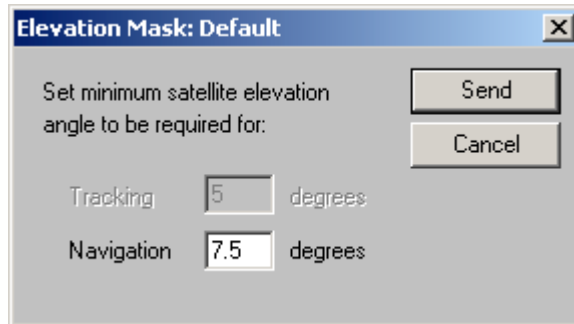 Elevation Mask: Default
Set minimum satellite elevation
angle to be required for:
Send
Cancel
Tracking 5 degrees
Navigation 7.5 degrees